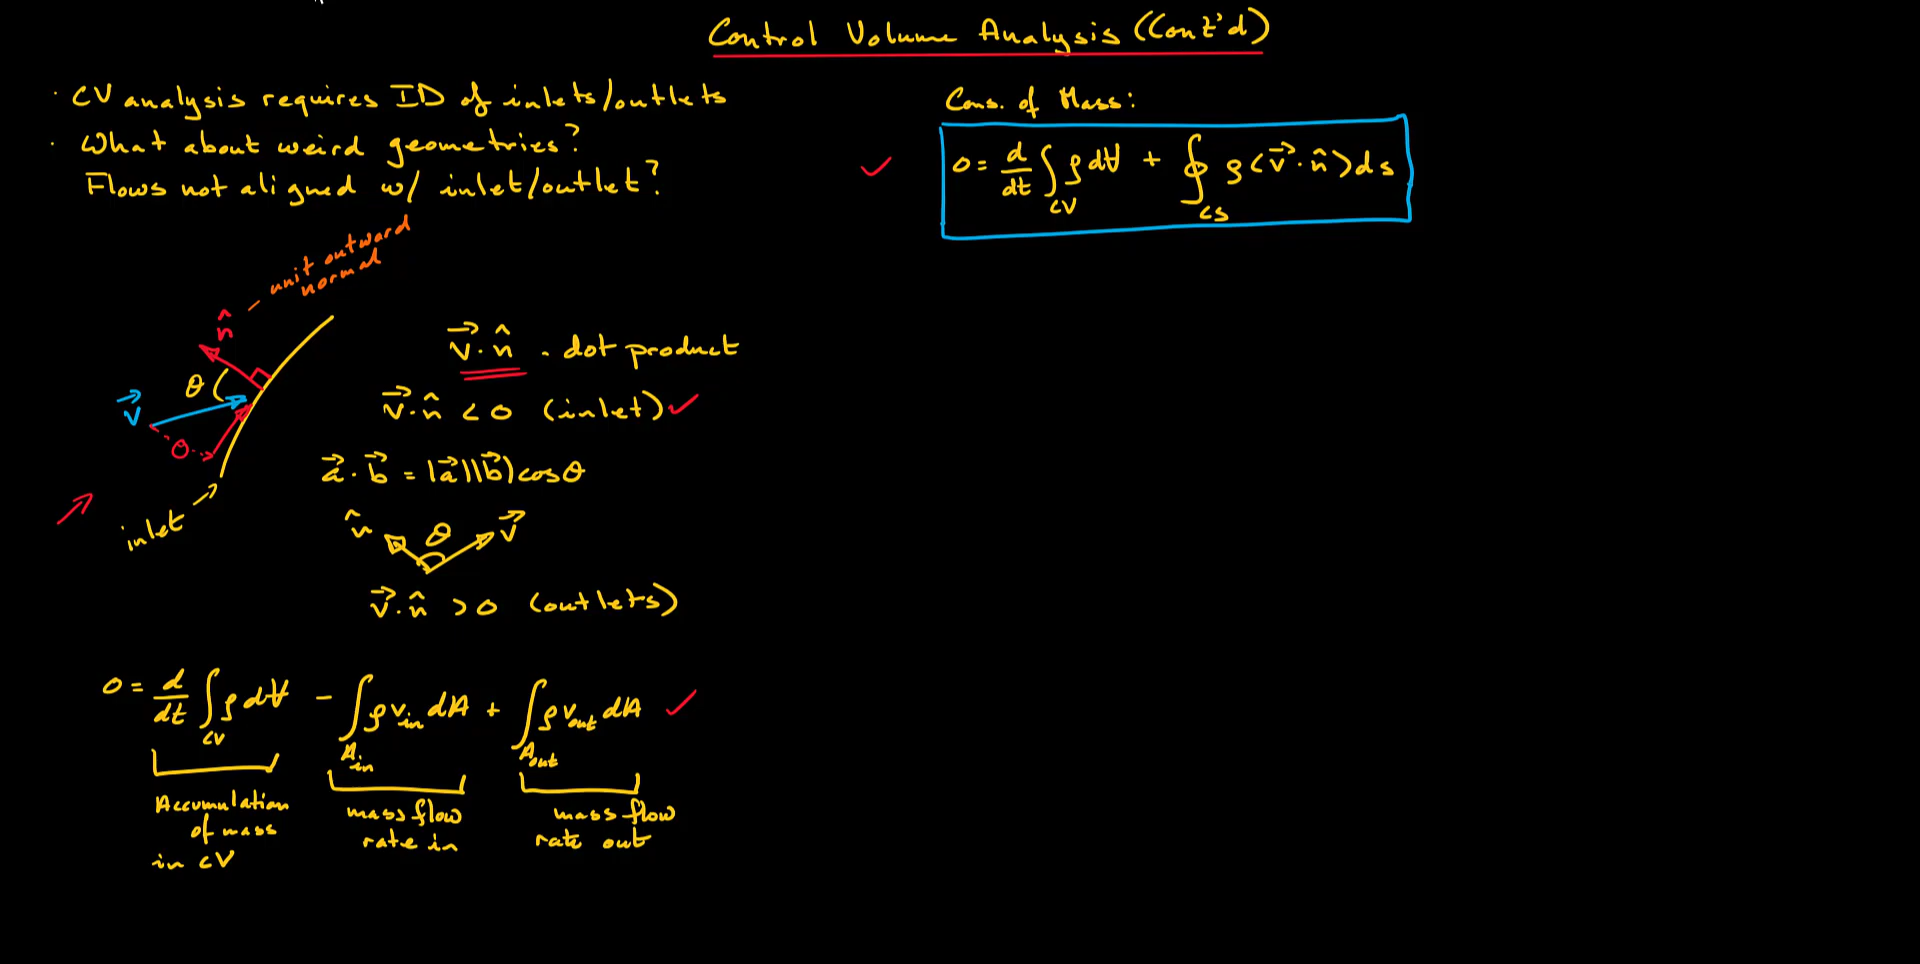 Control Volume Analysis (Cont'd)
· CV analysis requires ID of inlets/outlets
· What about weird geometries?
Flows not aligned w/ inlet/outlet?
unit outward
normal
n̂
θ
V⃗
θ
inlet
V⃗·n̂ - dot product
V⃗·n̂ < 0 (inlet) ✓
a⃗·b⃗ = |a⃗||b⃗|cosθ
n̂ θ V⃗
V⃗·n̂ > 0 (outlets)
0 = d/dt ∫_CV ρ dV̶ - ∫_A_in ρ v_in dA + ∫_A_out ρ v_out dA ✓
Accumulation
of mass
in CV
mass flow
rate in
mass flow
rate out
Cons. of Mass:
✓ 0 = d/dt ∫_CV ρ dV̶ + ∮_CS ρ (V⃗·n̂) ds